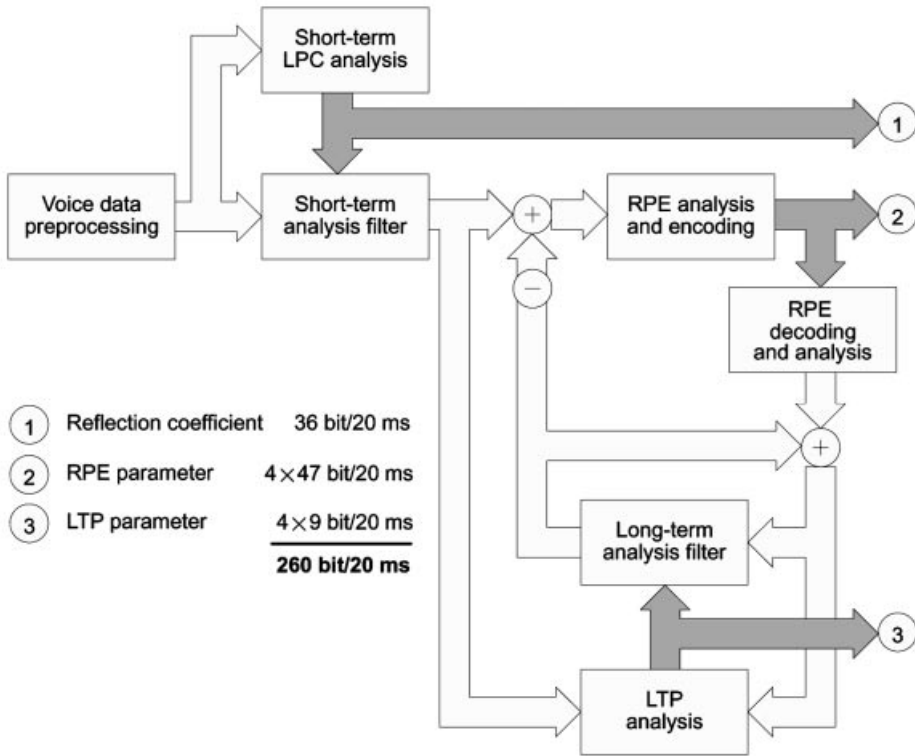 Short-term
LPC analysis
1
Voice data
preprocessing
Short-term
analysis filter
+
RPE analysis
and encoding
2
−
RPE
decoding
and analysis
1 Reflection coefficient 36 bit/20 ms
2 RPE parameter 4×47 bit/20 ms
3 LTP parameter 4×9 bit/20 ms
260 bit/20 ms
+
Long-term
analysis filter
3
LTP
analysis